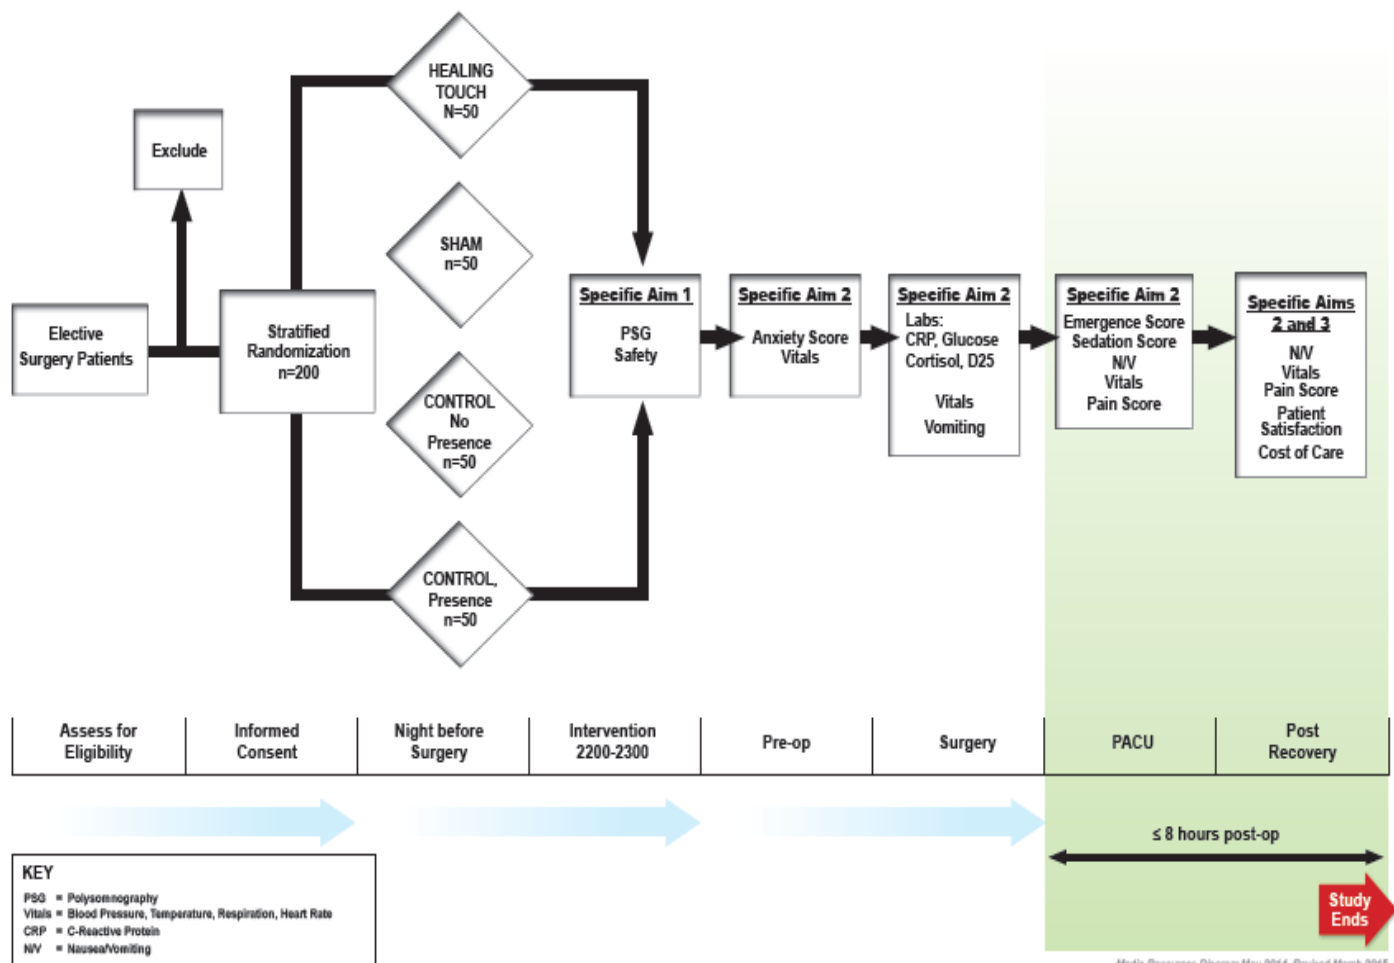 HEALING
TOUCH
N=50
Exclude
SHAM
n=50
Elective
Surgery Patients
Stratified
Randomization
n=200
CONTROL
No
Presence
n=50
CONTROL,
Presence
n=50
Specific Aim 1
PSG
Safety
Specific Aim 2
Anxiety Score
Vitals
Specific Aim 2
Labs:
CRP, Glucose
Cortisol, D25
Vitals
Vomiting
Specific Aim 2
Emergence Score
Sedation Score
N/V
Vitals
Pain Score
Specific Aims
2 and 3
N/V
Vitals
Pain Score
Patient
Satisfaction
Cost of Care
Assess for
Eligibility
Informed
Consent
Night before
Surgery
Intervention
2200-2300
Pre-op
Surgery
PACU
Post
Recovery
≤ 8 hours post-op
Study
Ends
KEY
PSG = Polysomnography
Vitals = Blood Pressure, Temperature, Respiration, Heart Rate
CRP = C-Reactive Protein
N/V = Nausea/Vomiting